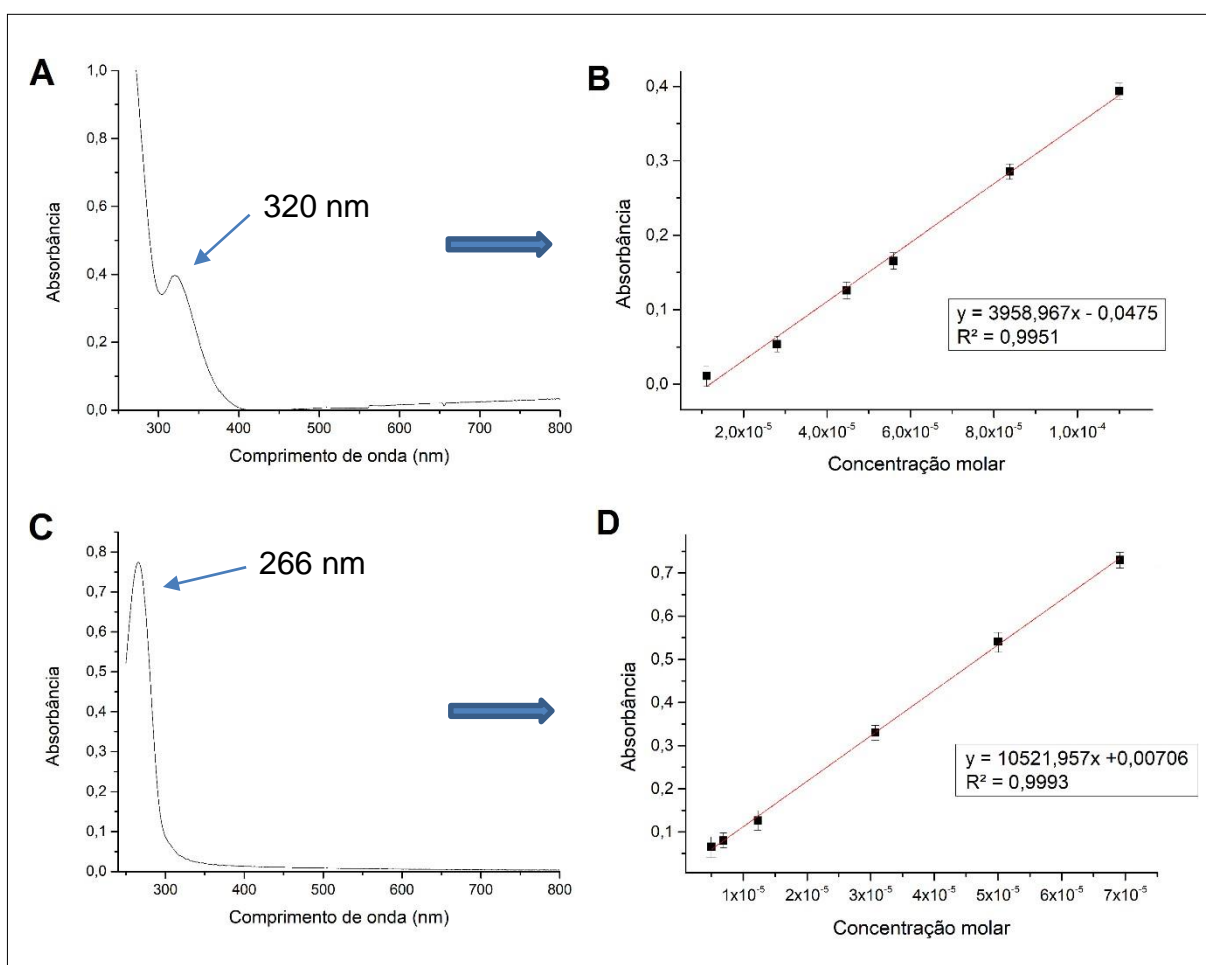 A
1,0
0,8
0,6
0,4
0,2
0,0
Absorbância
320 nm
300 400 500 600 700 800
Comprimento de onda (nm)
B
0,4
0,3
0,2
0,1
0,0
Absorbância
y = 3958,967x - 0,0475
R² = 0,9951
2,0x10⁻⁵ 4,0x10⁻⁵ 6,0x10⁻⁵ 8,0x10⁻⁵ 1,0x10⁻⁴
Concentração molar
C
0,8
0,7
0,6
0,5
0,4
0,3
0,2
0,1
0,0
Absorbância
266 nm
300 400 500 600 700 800
Comprimento de onda (nm)
D
0,7
0,5
0,3
0,2
0,1
Absorbância
y = 10521,957x +0,00706
R² = 0,9993
1x10⁻⁵ 2x10⁻⁵ 3x10⁻⁵ 5x10⁻⁵ 6x10⁻⁵ 7x10⁻⁵
Concentração molar